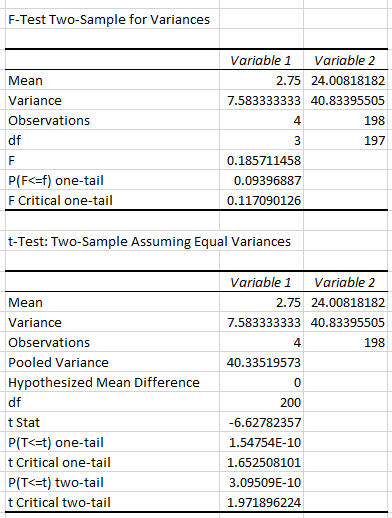 F-Test Two-Sample for Variances
Variable 1 Variable 2
Mean 2.75 24.00818182
Variance 7.583333333 40.83395505
Observations 4 198
df 3 197
F 0.185711458
P(F<=f) one-tail 0.09396887
F Critical one-tail 0.117090126
t-Test: Two-Sample Assuming Equal Variances
Variable 1 Variable 2
Mean 2.75 24.00818182
Variance 7.583333333 40.83395505
Observations 4 198
Pooled Variance 40.33519573
Hypothesized Mean Difference 0
df 200
t Stat -6.62782357
P(T<=t) one-tail 1.54754E-10
t Critical one-tail 1.652508101
P(T<=t) two-tail 3.09509E-10
t Critical two-tail 1.971896224